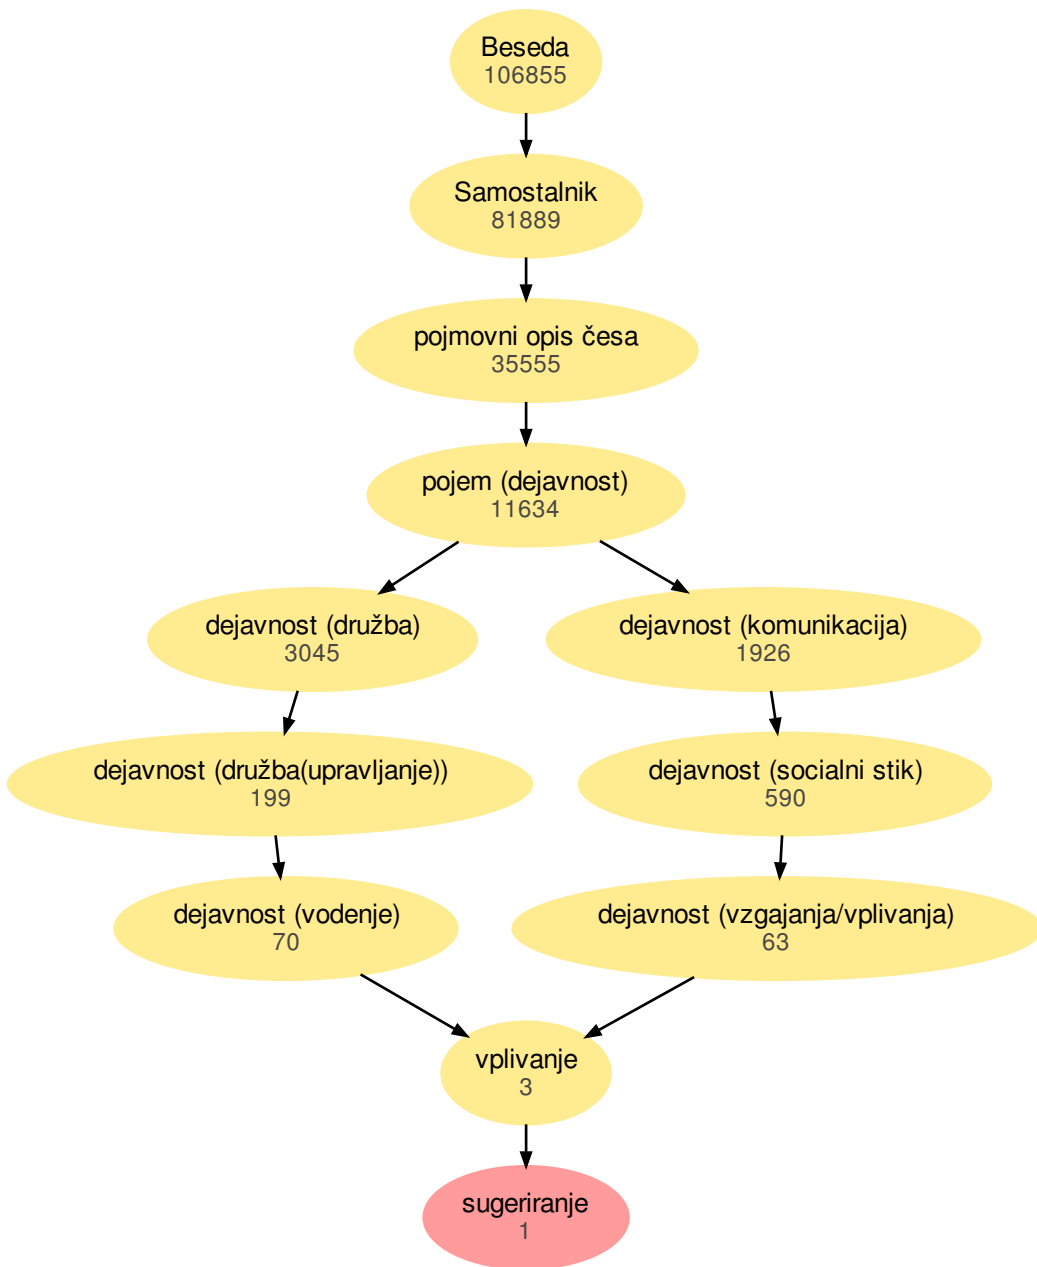 Beseda
106855
Samostalnik
81889
pojmovni opis česa
35555
pojem (dejavnost)
11634
dejavnost (družba)
3045
dejavnost (komunikacija)
1926
dejavnost (družba(upravljanje))
199
dejavnost (socialni stik)
590
dejavnost (vodenje)
70
dejavnost (vzgajanja/vplivanja)
63
vplivanje
3
sugeriranje
1